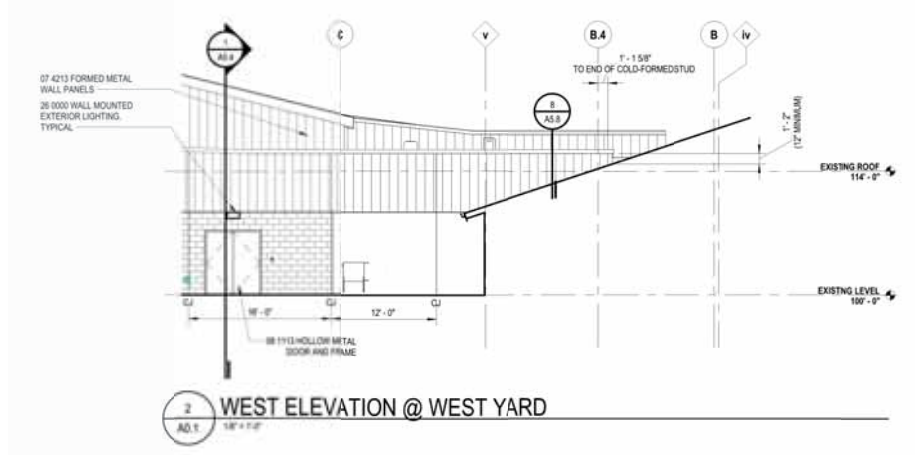 1
A0.4
C
v
B.4
B
iv
1' - 1 5/8"
TO END OF COLD-FORMEDSTUD
07 4213 FORMED METAL
WALL PANELS
26 0000 WALL MOUNTED
EXTERIOR LIGHTING,
TYPICAL
8
A5.8
1' - 2"
(12" MINIMUM)
EXISTING ROOF
114' - 0"
EXISTNG LEVEL
100' - 0"
CJ
CJ
CJ
16' - 0"
12' - 0"
08 1113 HOLLOW METAL
DOOR AND FRAME
2
A0.1
WEST ELEVATION @ WEST YARD
1/8" = 1'-0"